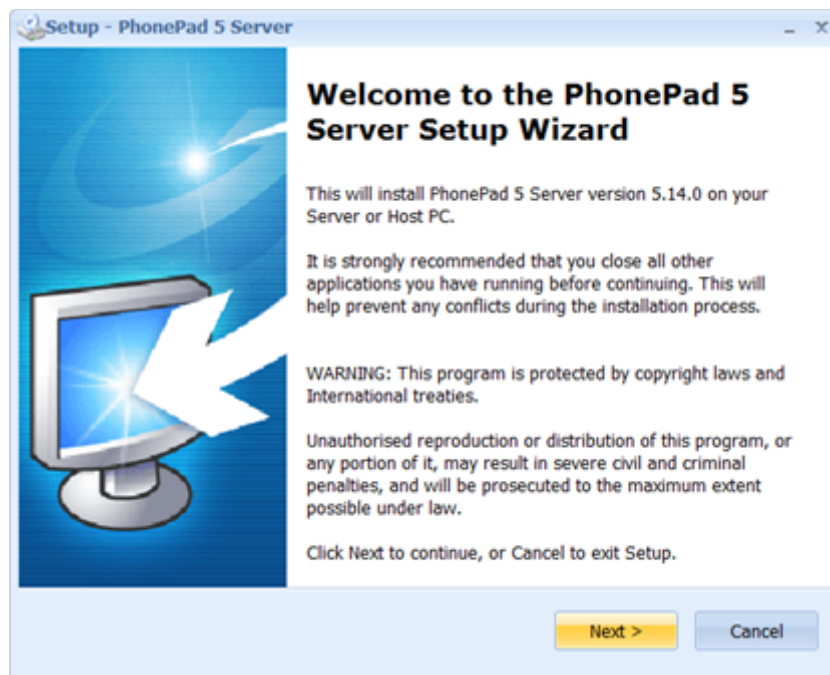 Setup - PhonePad 5 Server
Welcome to the PhonePad 5
Server Setup Wizard
This will install PhonePad 5 Server version 5.14.0 on your
Server or Host PC.
It is strongly recommended that you close all other
applications you have running before continuing. This will
help prevent any conflicts during the installation process.
WARNING: This program is protected by copyright laws and
International treaties.
Unauthorised reproduction or distribution of this program, or
any portion of it, may result in severe civil and criminal
penalties, and will be prosecuted to the maximum extent
possible under law.
Click Next to continue, or Cancel to exit Setup.
Next >
Cancel